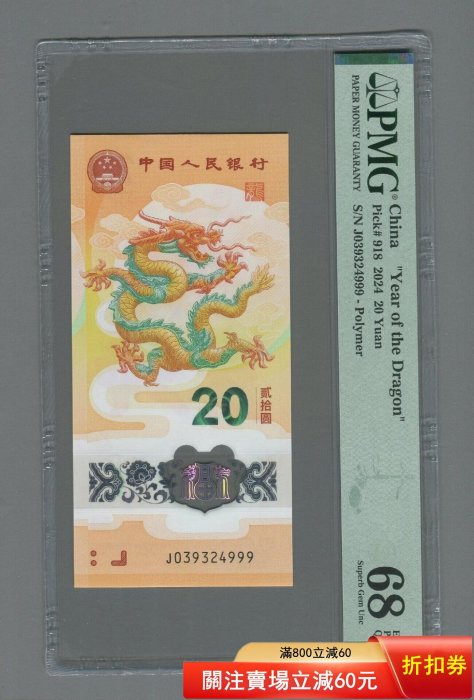 中国人民银行
20
贰拾圆
J039324999
PMG®
PAPER MONEY GUARANTY
China "Year of the Dragon"
Pick# 918 2024 20 Yuan
S/N J039324999 - Polymer
68
Superb Gem Unc
E
P
Q
滿800立減60
關注賣場立減60元
折扣券